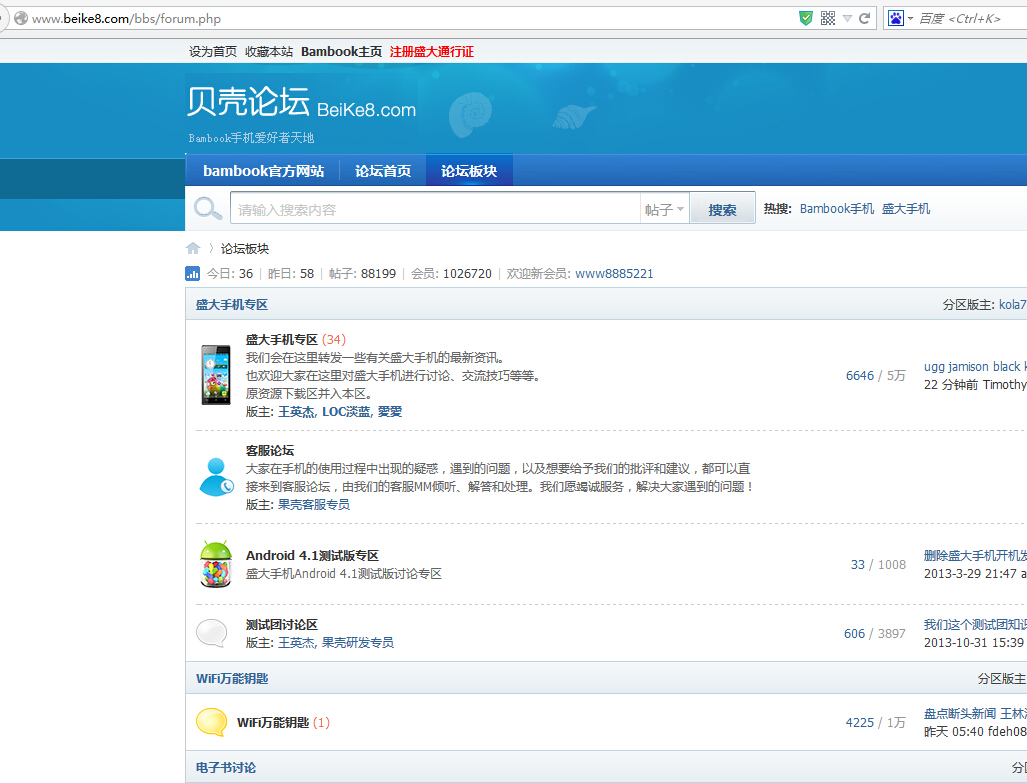 www.beike8.com/bbs/forum.php
百度 <Ctrl+K>
设为首页 收藏本站 Bambook主页 注册盛大通行证
贝壳论坛 BeiKe8.com
Bambook手机爱好者天地
bambook官方网站 论坛首页 论坛板块
请输入搜索内容 帖子 搜索 热搜: Bambook手机 盛大手机
论坛板块
今日: 36 | 昨日: 58 | 帖子: 88199 | 会员: 1026720 | 欢迎新会员: www8885221
盛大手机专区 分区版主: kola7
盛大手机专区 (34)
我们会在这里转发一些有关盛大手机的最新资讯。
也欢迎大家在这里对盛大手机进行讨论、交流技巧等等。
原资源下载区并入本区。
版主: 王英杰, LOC淡蓝, 愛愛
6646 / 5万
ugg jamison black
22 分钟前 Timothy
客服论坛
大家在手机的使用过程中出现的疑惑，遇到的问题，以及想要给予我们的批评和建议，都可以直
接来到客服论坛，由我们的客服MM倾听、解答和处理。我们愿竭诚服务，解决大家遇到的问题！
版主: 果壳客服专员
Android 4.1测试版专区
盛大手机Android 4.1测试版讨论专区
33 / 1008
删除盛大手机开机发
2013-3-29 21:47 a
测试团讨论区
版主: 王英杰, 果壳研发专员
606 / 3897
我们这个测试团知识
2013-10-31 15:39
WiFi万能钥匙 分区版主
WiFi万能钥匙 (1)
4225 / 1万
盘点断头新闻 王林
昨天 05:40 fdeh08
电子书讨论 分